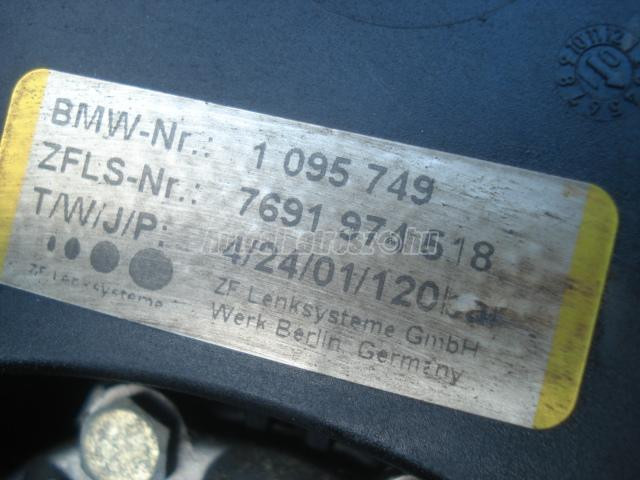 BMW-Nr.: 1 095 749
ZFLS-Nr.: 7691 974 518
T/W/J/P: 4/24/01/120bar
ZF Lenksysteme
ZF Lenksysteme GmbH
Werk Berlin, Germany